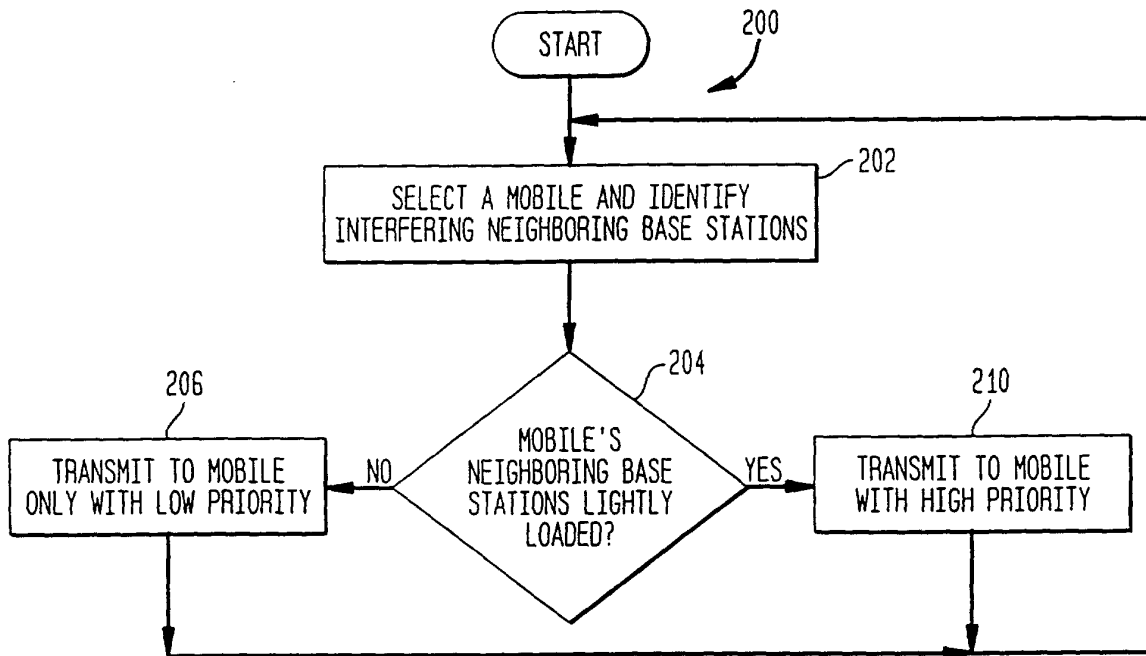 START
200
202
SELECT A MOBILE AND IDENTIFY
INTERFERING NEIGHBORING BASE STATIONS
204
206
210
MOBILE'S
NEIGHBORING BASE
STATIONS LIGHTLY
LOADED?
NO
YES
TRANSMIT TO MOBILE
ONLY WITH LOW PRIORITY
TRANSMIT TO MOBILE
WITH HIGH PRIORITY